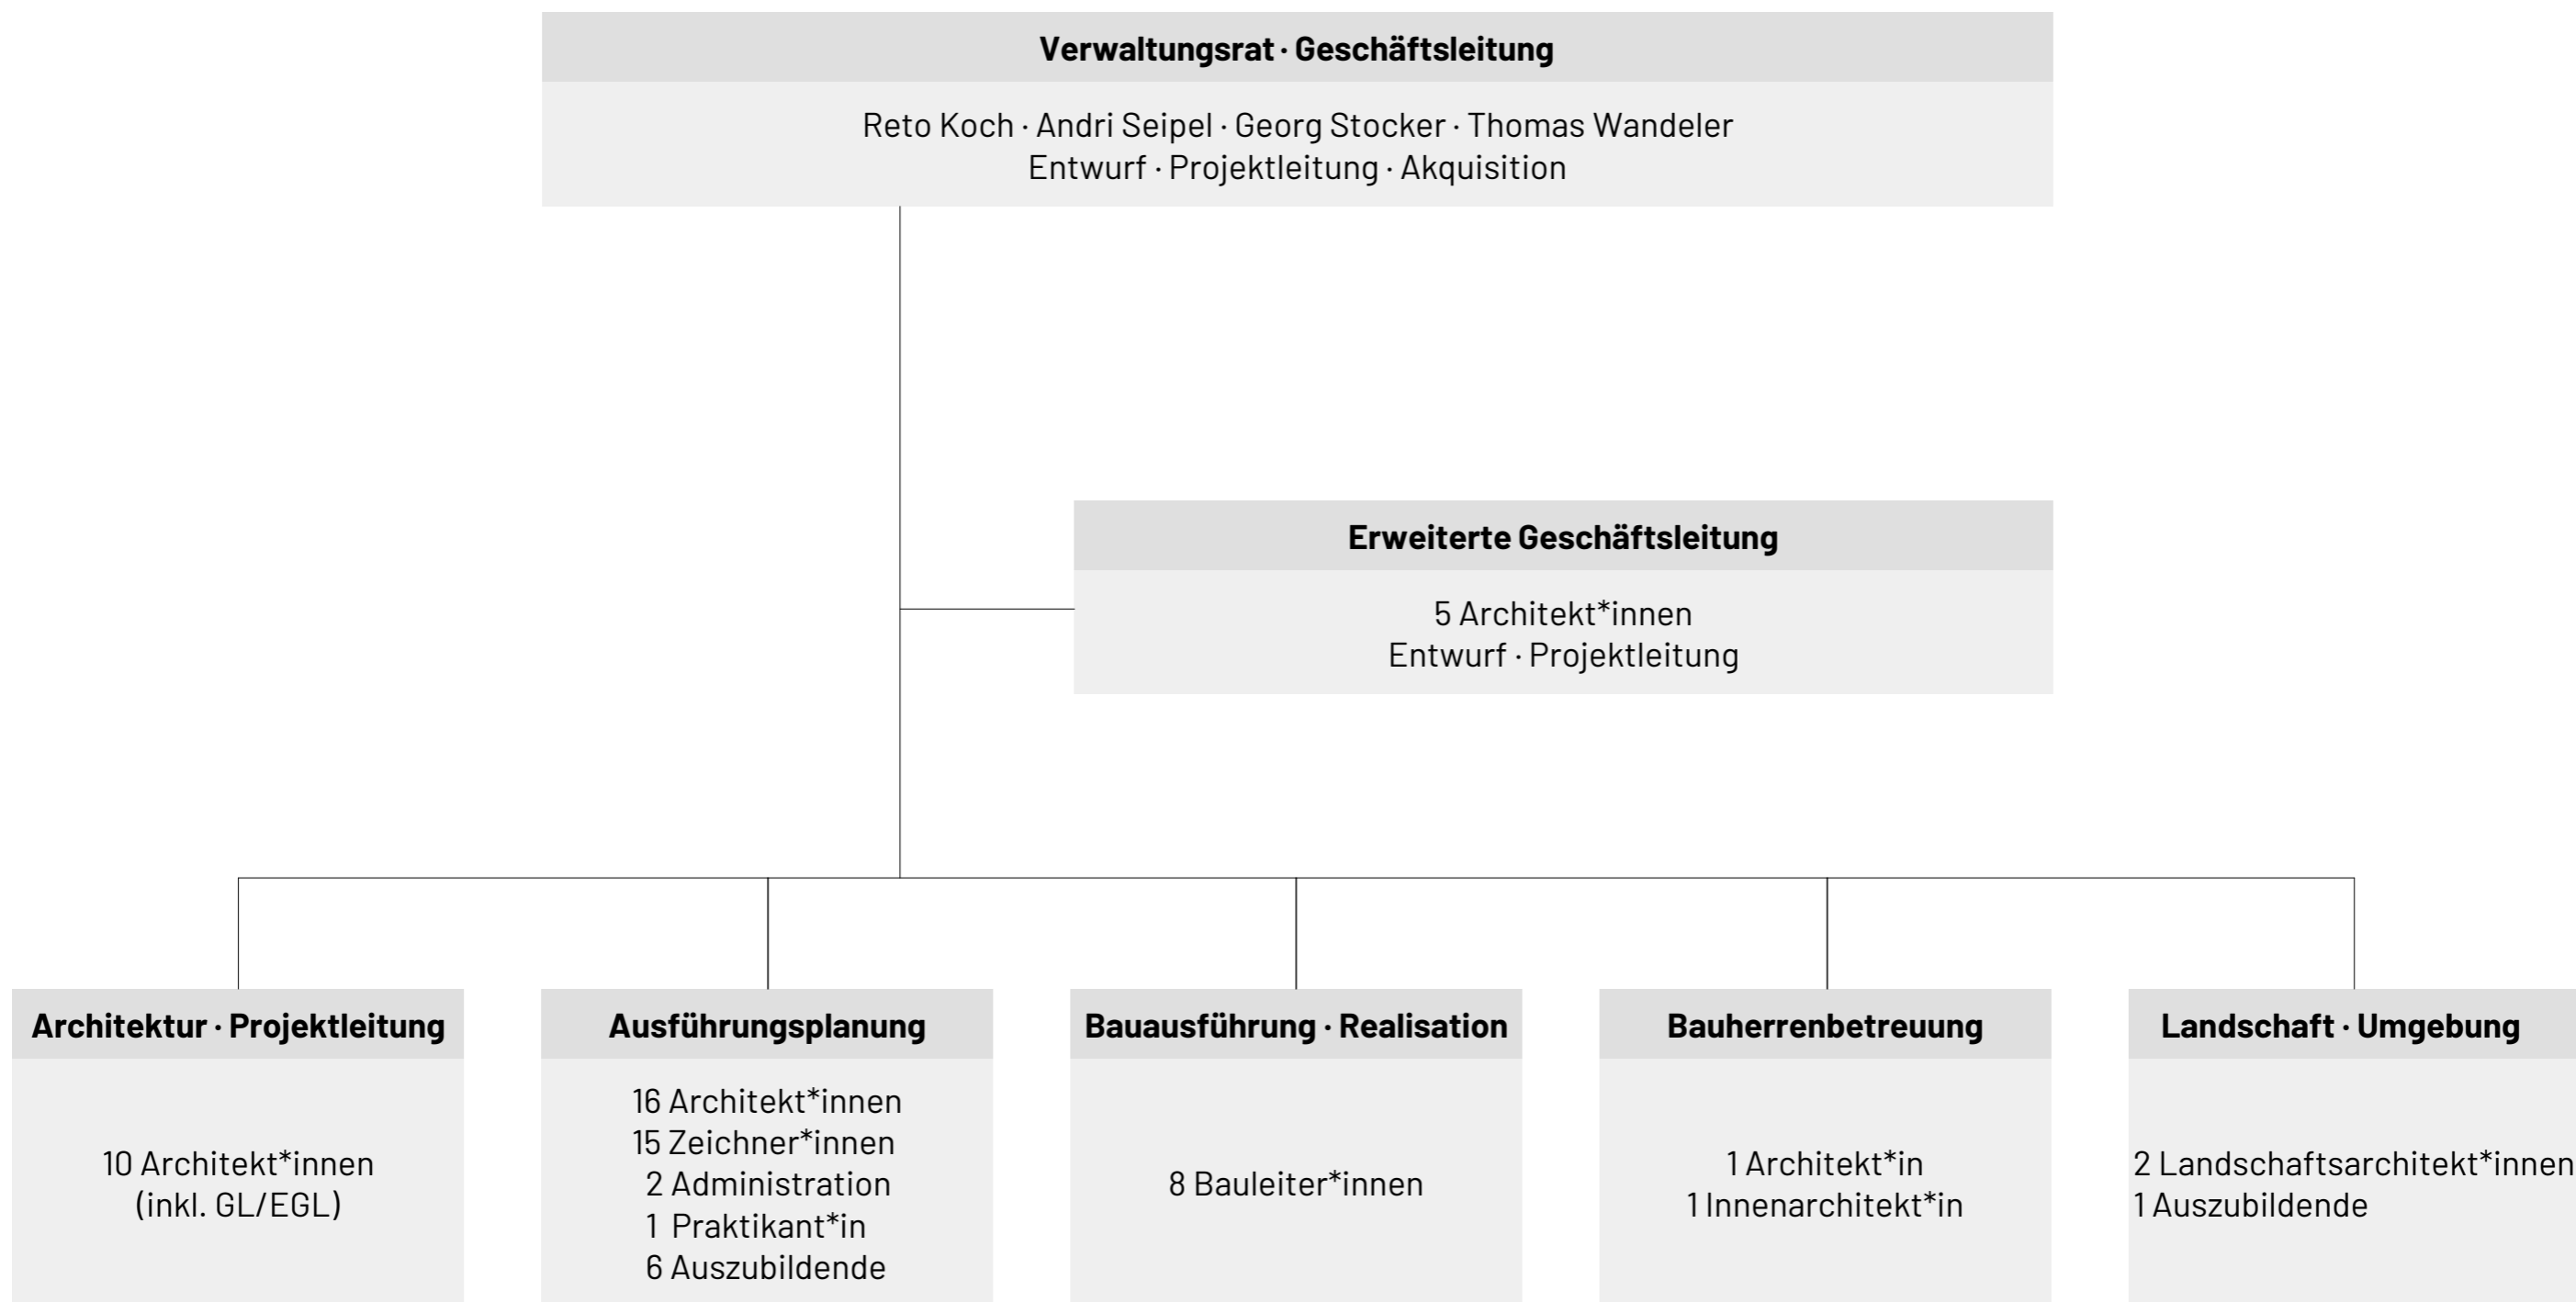 Verwaltungsrat · Geschäftsleitung
Reto Koch · Andri Seipel · Georg Stocker · Thomas Wandeler
Entwurf · Projektleitung · Akquisition
Erweiterte Geschäftsleitung
5 Architekt*innen
Entwurf · Projektleitung
Architektur · Projektleitung
10 Architekt*innen
(inkl. GL/EGL)
Ausführungsplanung
16 Architekt*innen
15 Zeichner*innen
2 Administration
1 Praktikant*in
6 Auszubildende
Bauausführung · Realisation
8 Bauleiter*innen
Bauherrenbetreuung
1 Architekt*in
1 Innenarchitekt*in
Landschaft · Umgebung
2 Landschaftsarchitekt*innen
1 Auszubildende